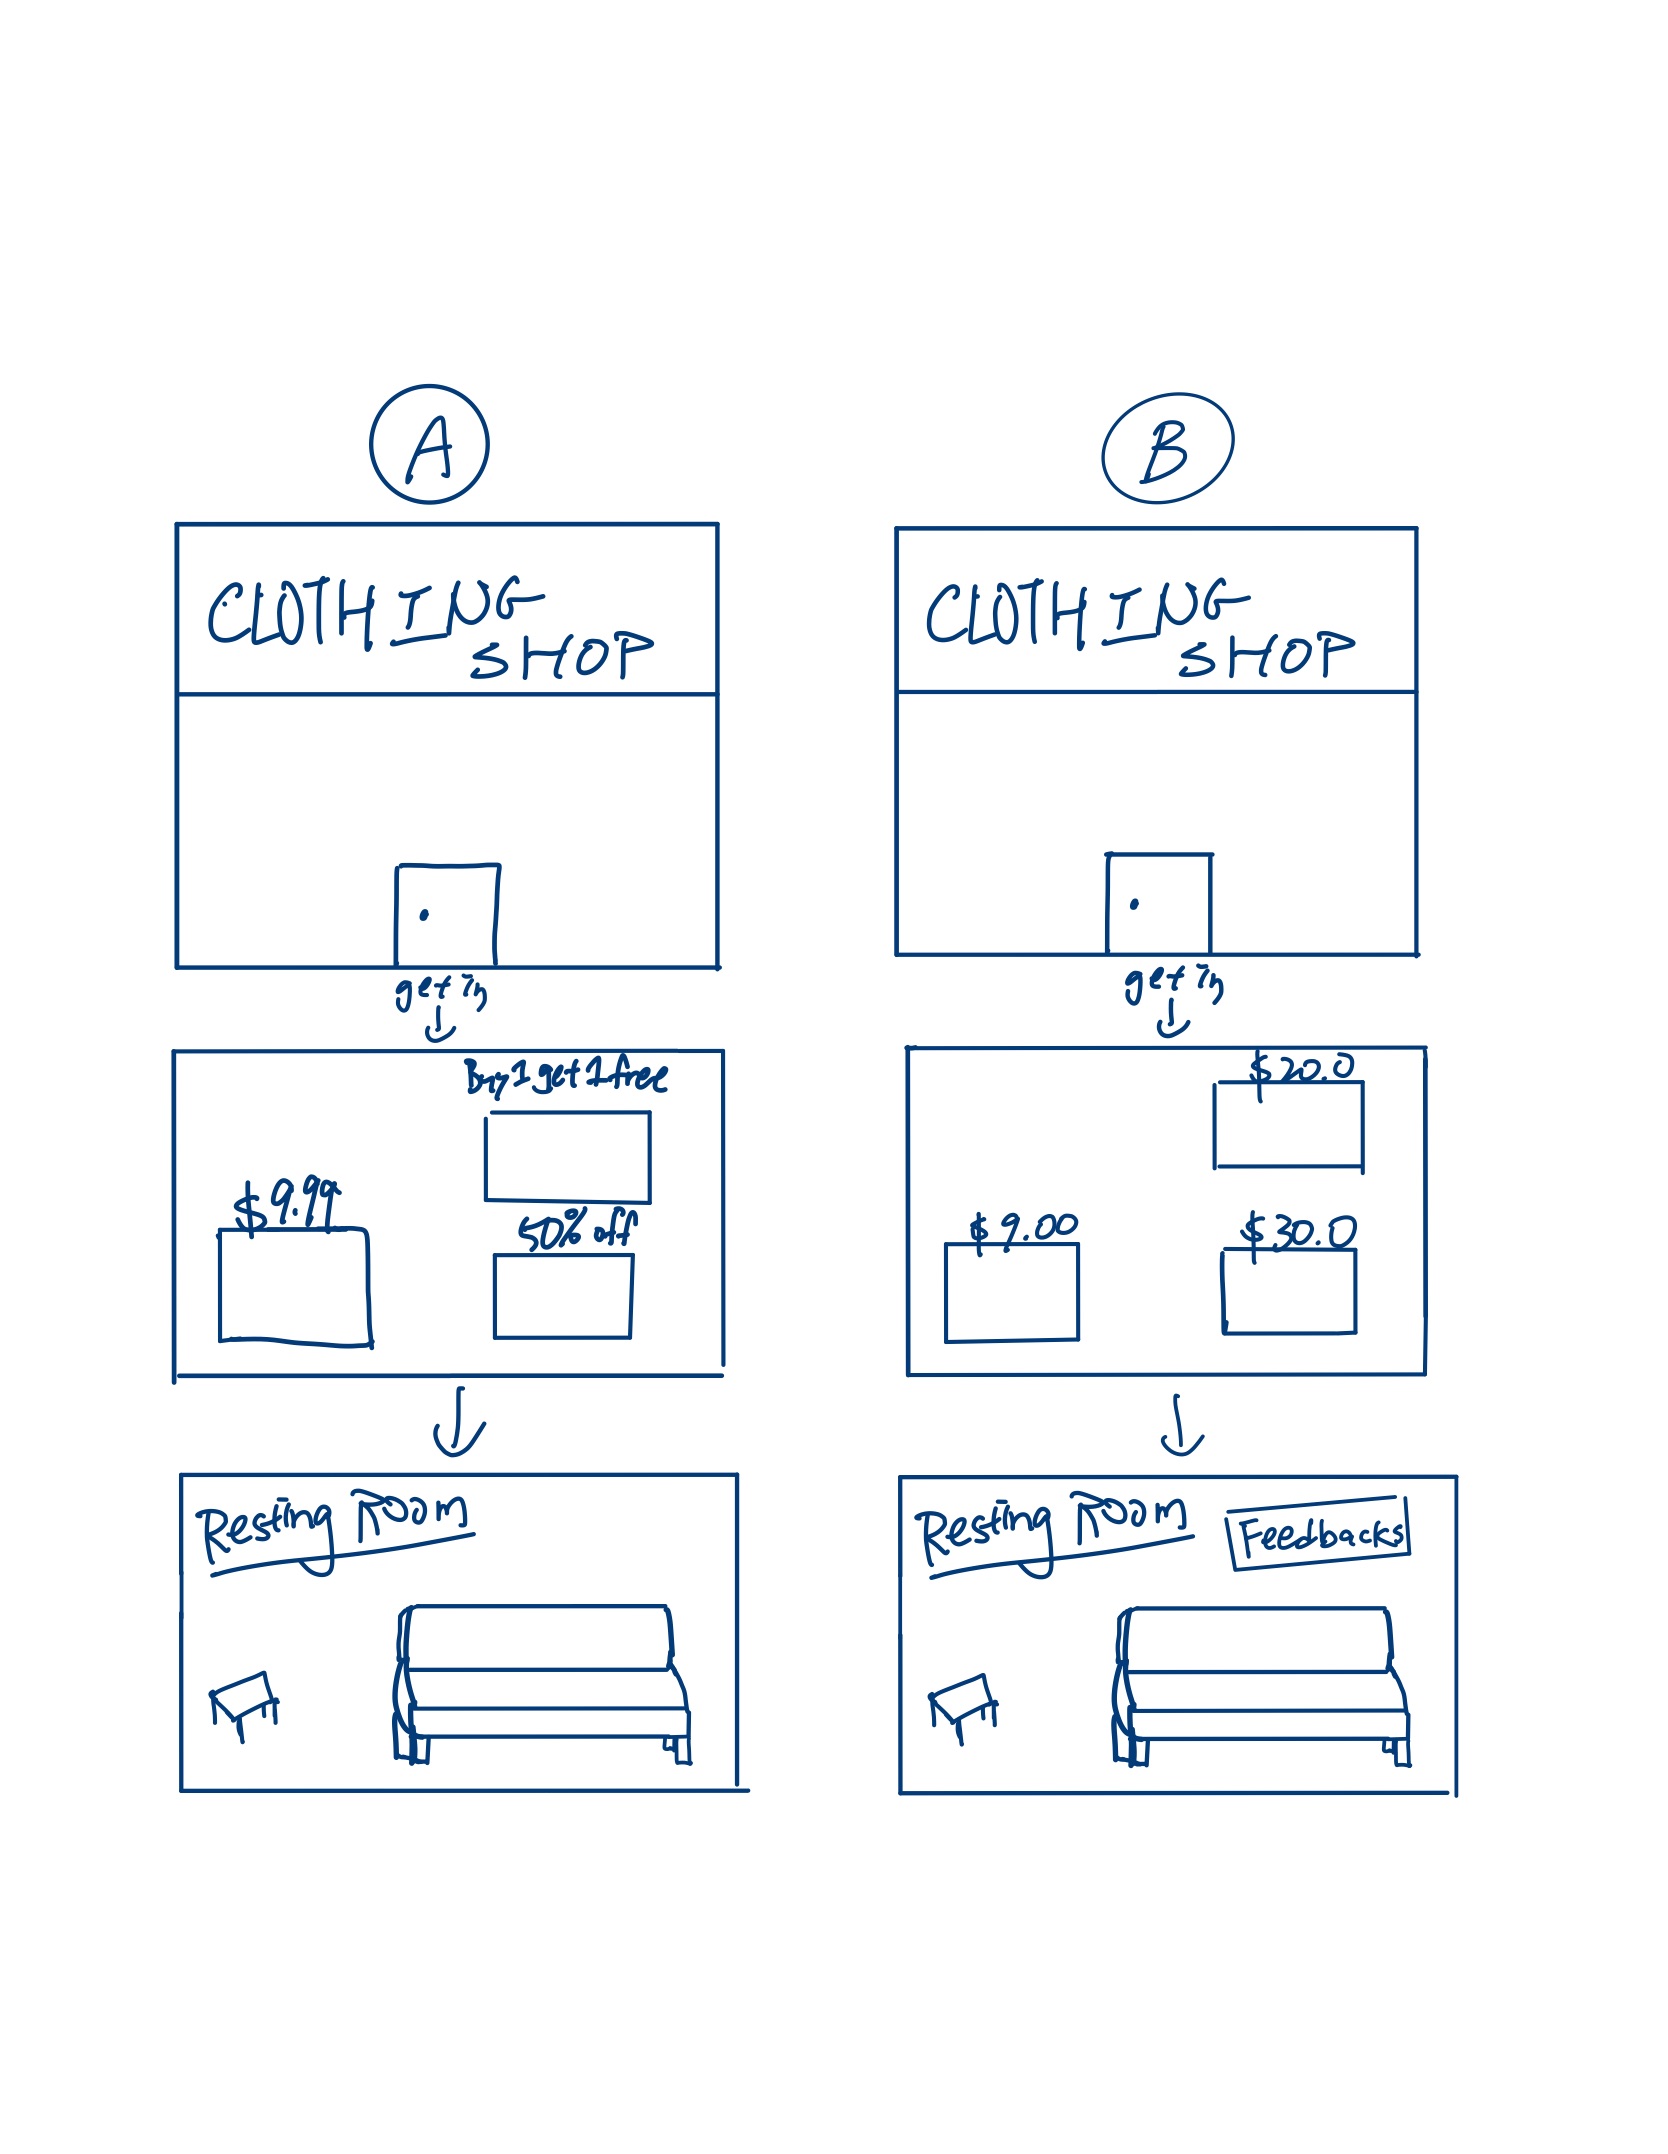 A
CLOTHING
SHOP
get in
Buy 1 get 1 free
$9.99
50% off
Resting Room
B
CLOTHING
SHOP
get in
$20.0
$9.00
$30.00
Resting Room
Feedbacks